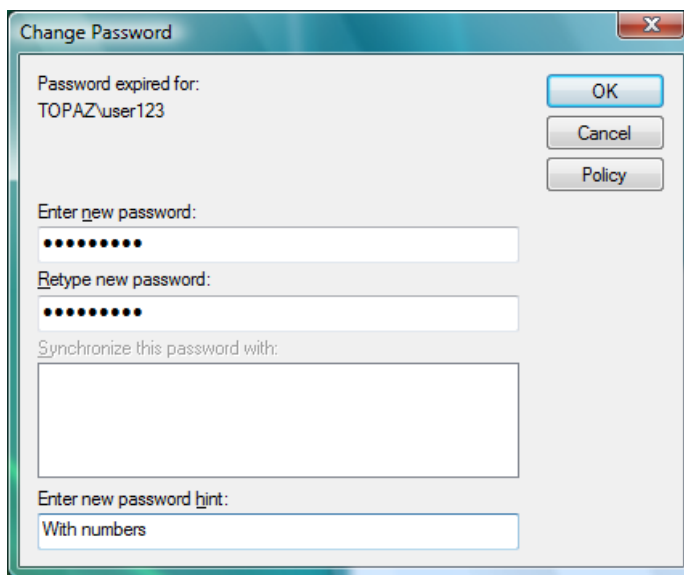 Change Password
Password expired for:
TOPAZ\user123
OK
Cancel
Policy
Enter new password:
●●●●●●●●●
Retype new password:
●●●●●●●●●
Synchronize this password with:
Enter new password hint:
With numbers